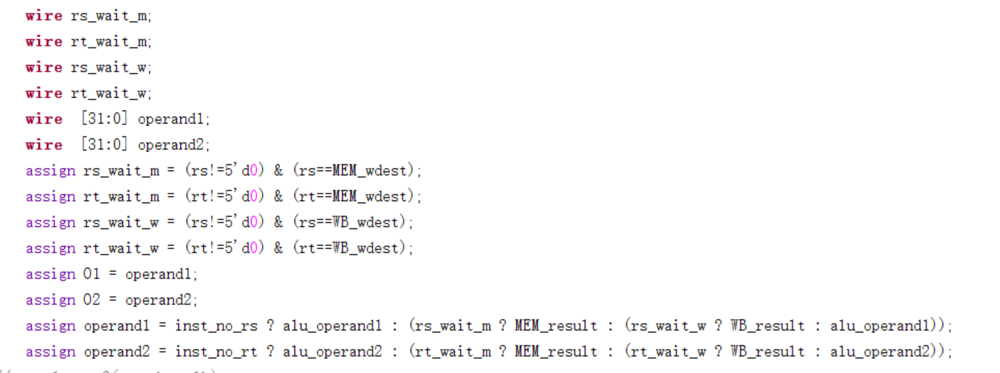 wire rs_wait_m;
wire rt_wait_m;
wire rs_wait_w;
wire rt_wait_w;
wire  [31:0] operand1;
wire  [31:0] operand2;
assign rs_wait_m = (rs!=5'd0) & (rs==MEM_wdest);
assign rt_wait_m = (rt!=5'd0) & (rt==MEM_wdest);
assign rs_wait_w = (rs!=5'd0) & (rs==WB_wdest);
assign rt_wait_w = (rt!=5'd0) & (rt==WB_wdest);
assign O1 = operand1;
assign O2 = operand2;
assign operand1 = inst_no_rs ? alu_operand1 : (rs_wait_m ? MEM_result : (rs_wait_w ? WB_result : alu_operand1));
assign operand2 = inst_no_rt ? alu_operand2 : (rt_wait_m ? MEM_result : (rt_wait_w ? WB_result : alu_operand2));